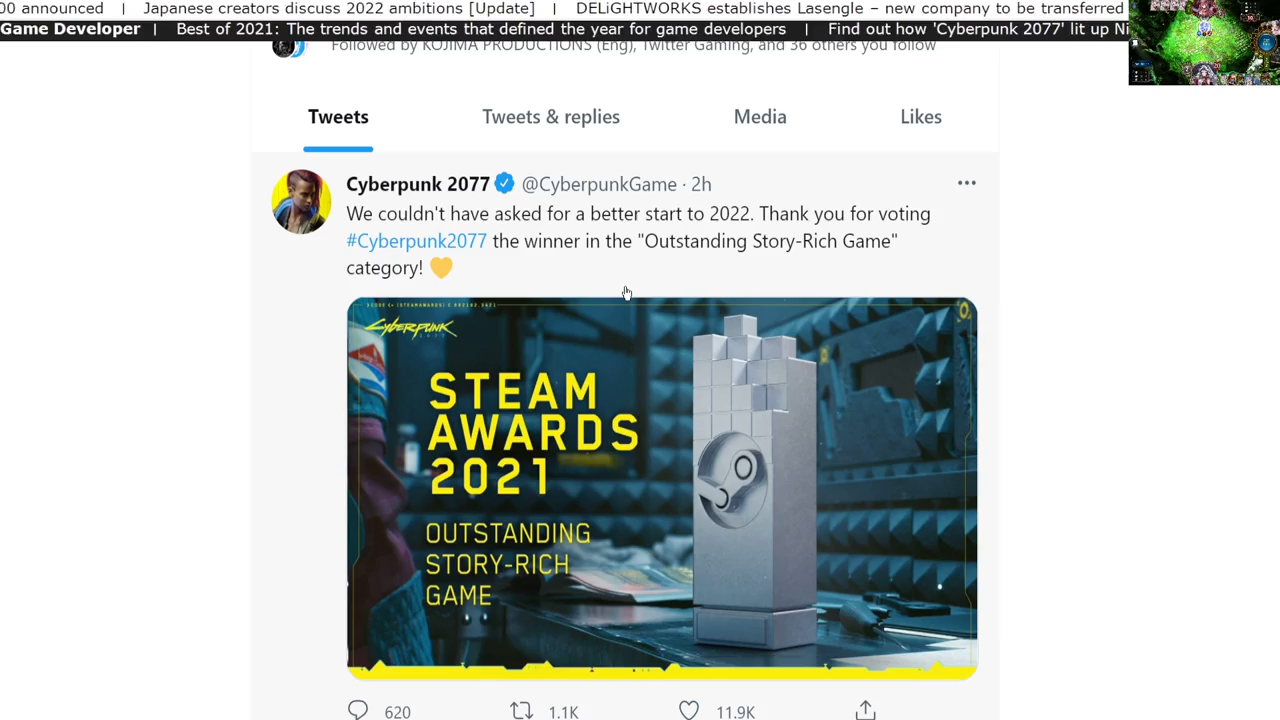 00 announced | Japanese creators discuss 2022 ambitions [Update] | DELiGHTWORKS establishes Lasengle – new company to be transferred
Game Developer | Best of 2021: The trends and events that defined the year for game developers | Find out how 'Cyberpunk 2077' lit up Ni
Followed by KOJIMA PRODUCTIONS (Eng), Twitter Gaming, and 36 others you follow
Tweets Tweets & replies Media Likes
Cyberpunk 2077 @CyberpunkGame · 2h
We couldn't have asked for a better start to 2022. Thank you for voting
#Cyberpunk2077 the winner in the "Outstanding Story-Rich Game"
category! 💛
CYBERPUNK
STEAM
AWARDS
2021
OUTSTANDING
STORY-RICH
GAME
620 1.1K 11.9K